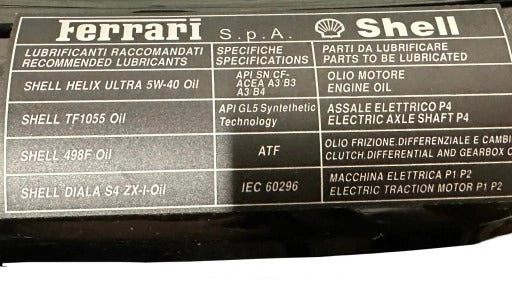 Ferrari S.p.A. Shell
LUBRIFICANTI RACCOMANDATI
RECOMMENDED LUBRICANTS
SPECIFICHE
SPECIFICATIONS
PARTI DA LUBRIFICARE
PARTS TO BE LUBRICATED
SHELL HELIX ULTRA 5W-40 Oil
API SN CF-
ACEA A3/B3
A3/B4
OLIO MOTORE
ENGINE OIL
SHELL TF1055 Oil
API GL5 Syntethetic
Technology
ASSALE ELETTRICO P4
ELECTRIC AXLE SHAFT P4
SHELL 498F Oil
ATF
OLIO FRIZIONE.DIFFERENZIALE E CAMBI
CLUTCH.DIFFERENTIAL AND GEARBOX O
SHELL DIALA S4 ZX-I-Oil
IEC 60296
MACCHINA ELETTRICA P1 P2
ELECTRIC TRACTION MOTOR P1 P2